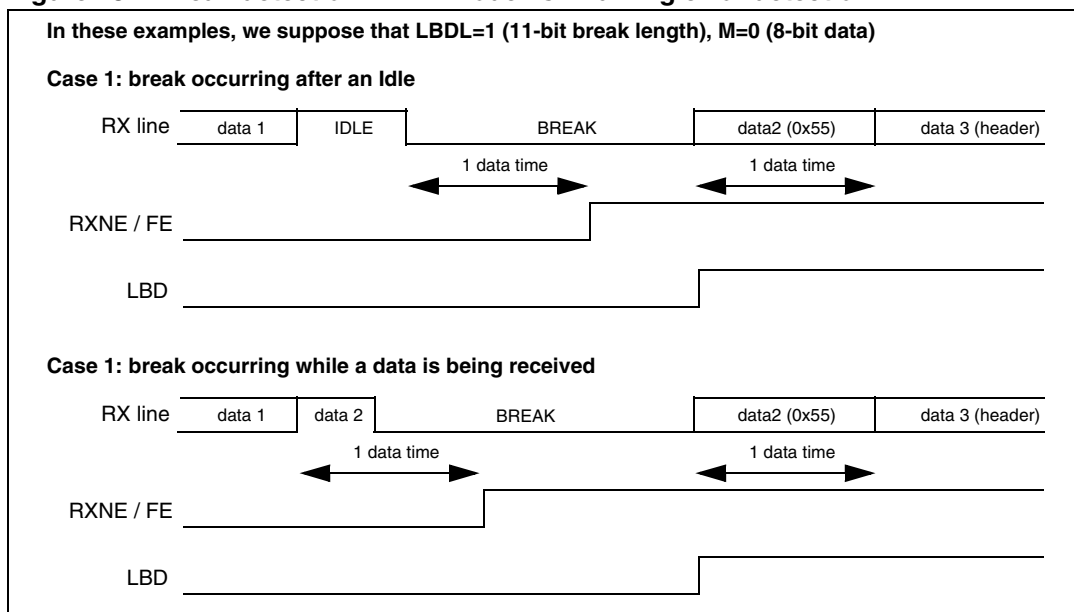 In these examples, we suppose that LBDL=1 (11-bit break length), M=0 (8-bit data)
Case 1: break occurring after an Idle
RX line data 1 IDLE BREAK data2 (0x55) data 3 (header)
1 data time 1 data time
RXNE / FE
LBD
Case 1: break occurring while a data is being received
RX line data 1 data 2 BREAK data2 (0x55) data 3 (header)
1 data time 1 data time
RXNE / FE
LBD